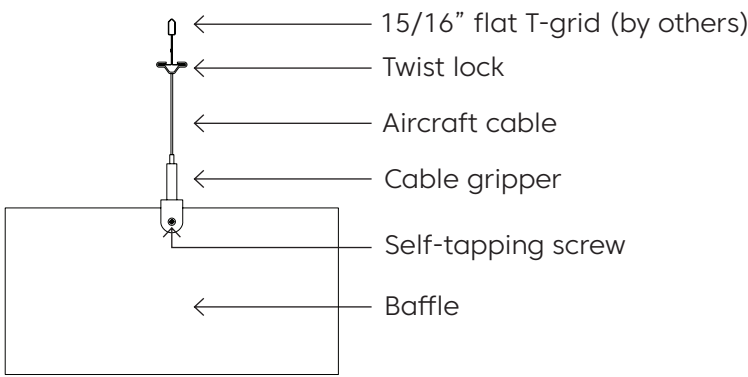 15/16” flat T-grid (by others)
Twist lock
Aircraft cable
Cable gripper
Self-tapping screw
Baffle